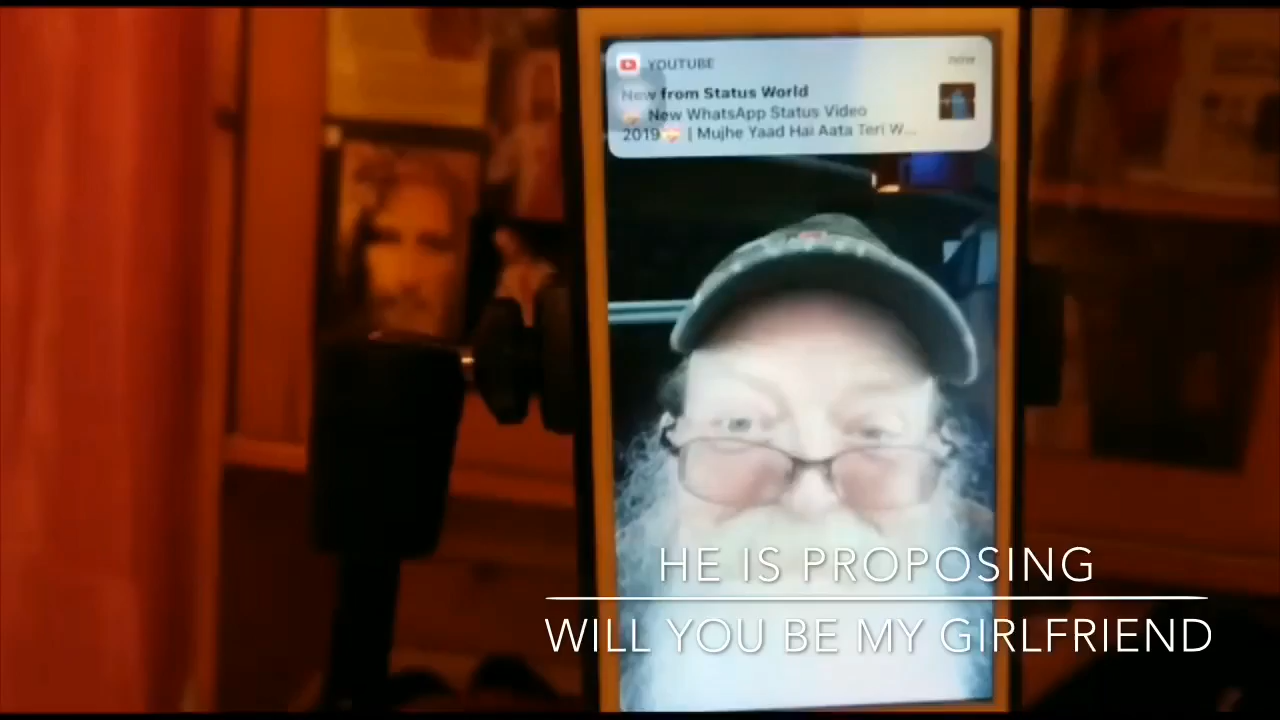 YOUTUBE now
New from Status World
New WhatsApp Status Video
2019 | Mujhe Yaad Hai Aata Teri W...
HE IS PROPOSING
WILL YOU BE MY GIRLFRIEND